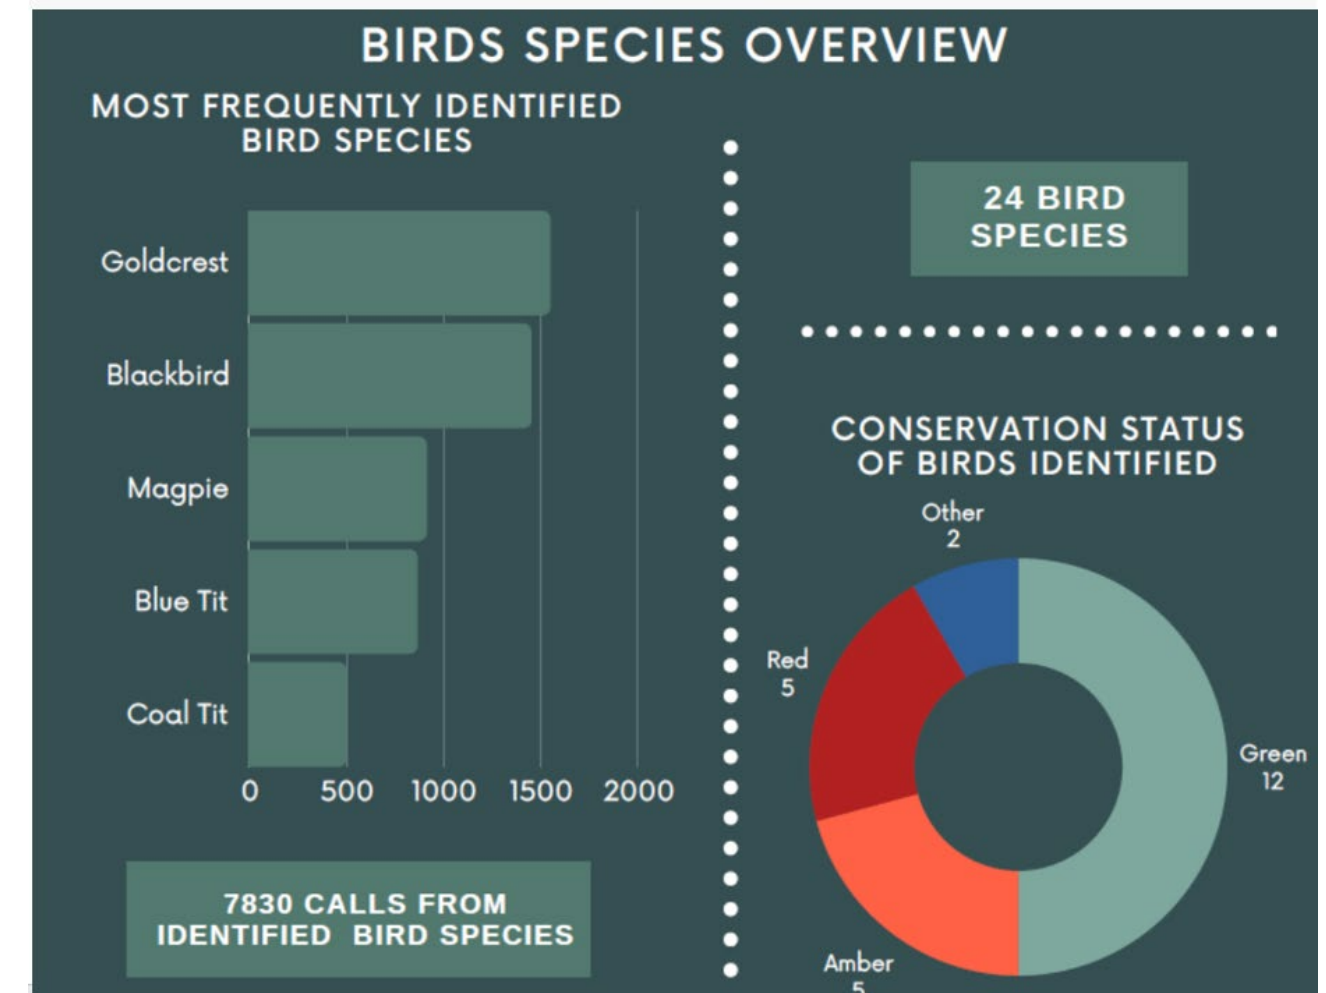 BIRDS SPECIES OVERVIEW
MOST FREQUENTLY IDENTIFIED
BIRD SPECIES
Goldcrest
Blackbird
Magpie
Blue Tit
Coal Tit
0 500 1000 1500 2000
7830 CALLS FROM
IDENTIFIED BIRD SPECIES
24 BIRD
SPECIES
CONSERVATION STATUS
OF BIRDS IDENTIFIED
Other
2
Red
5
Green
12
Amber
5